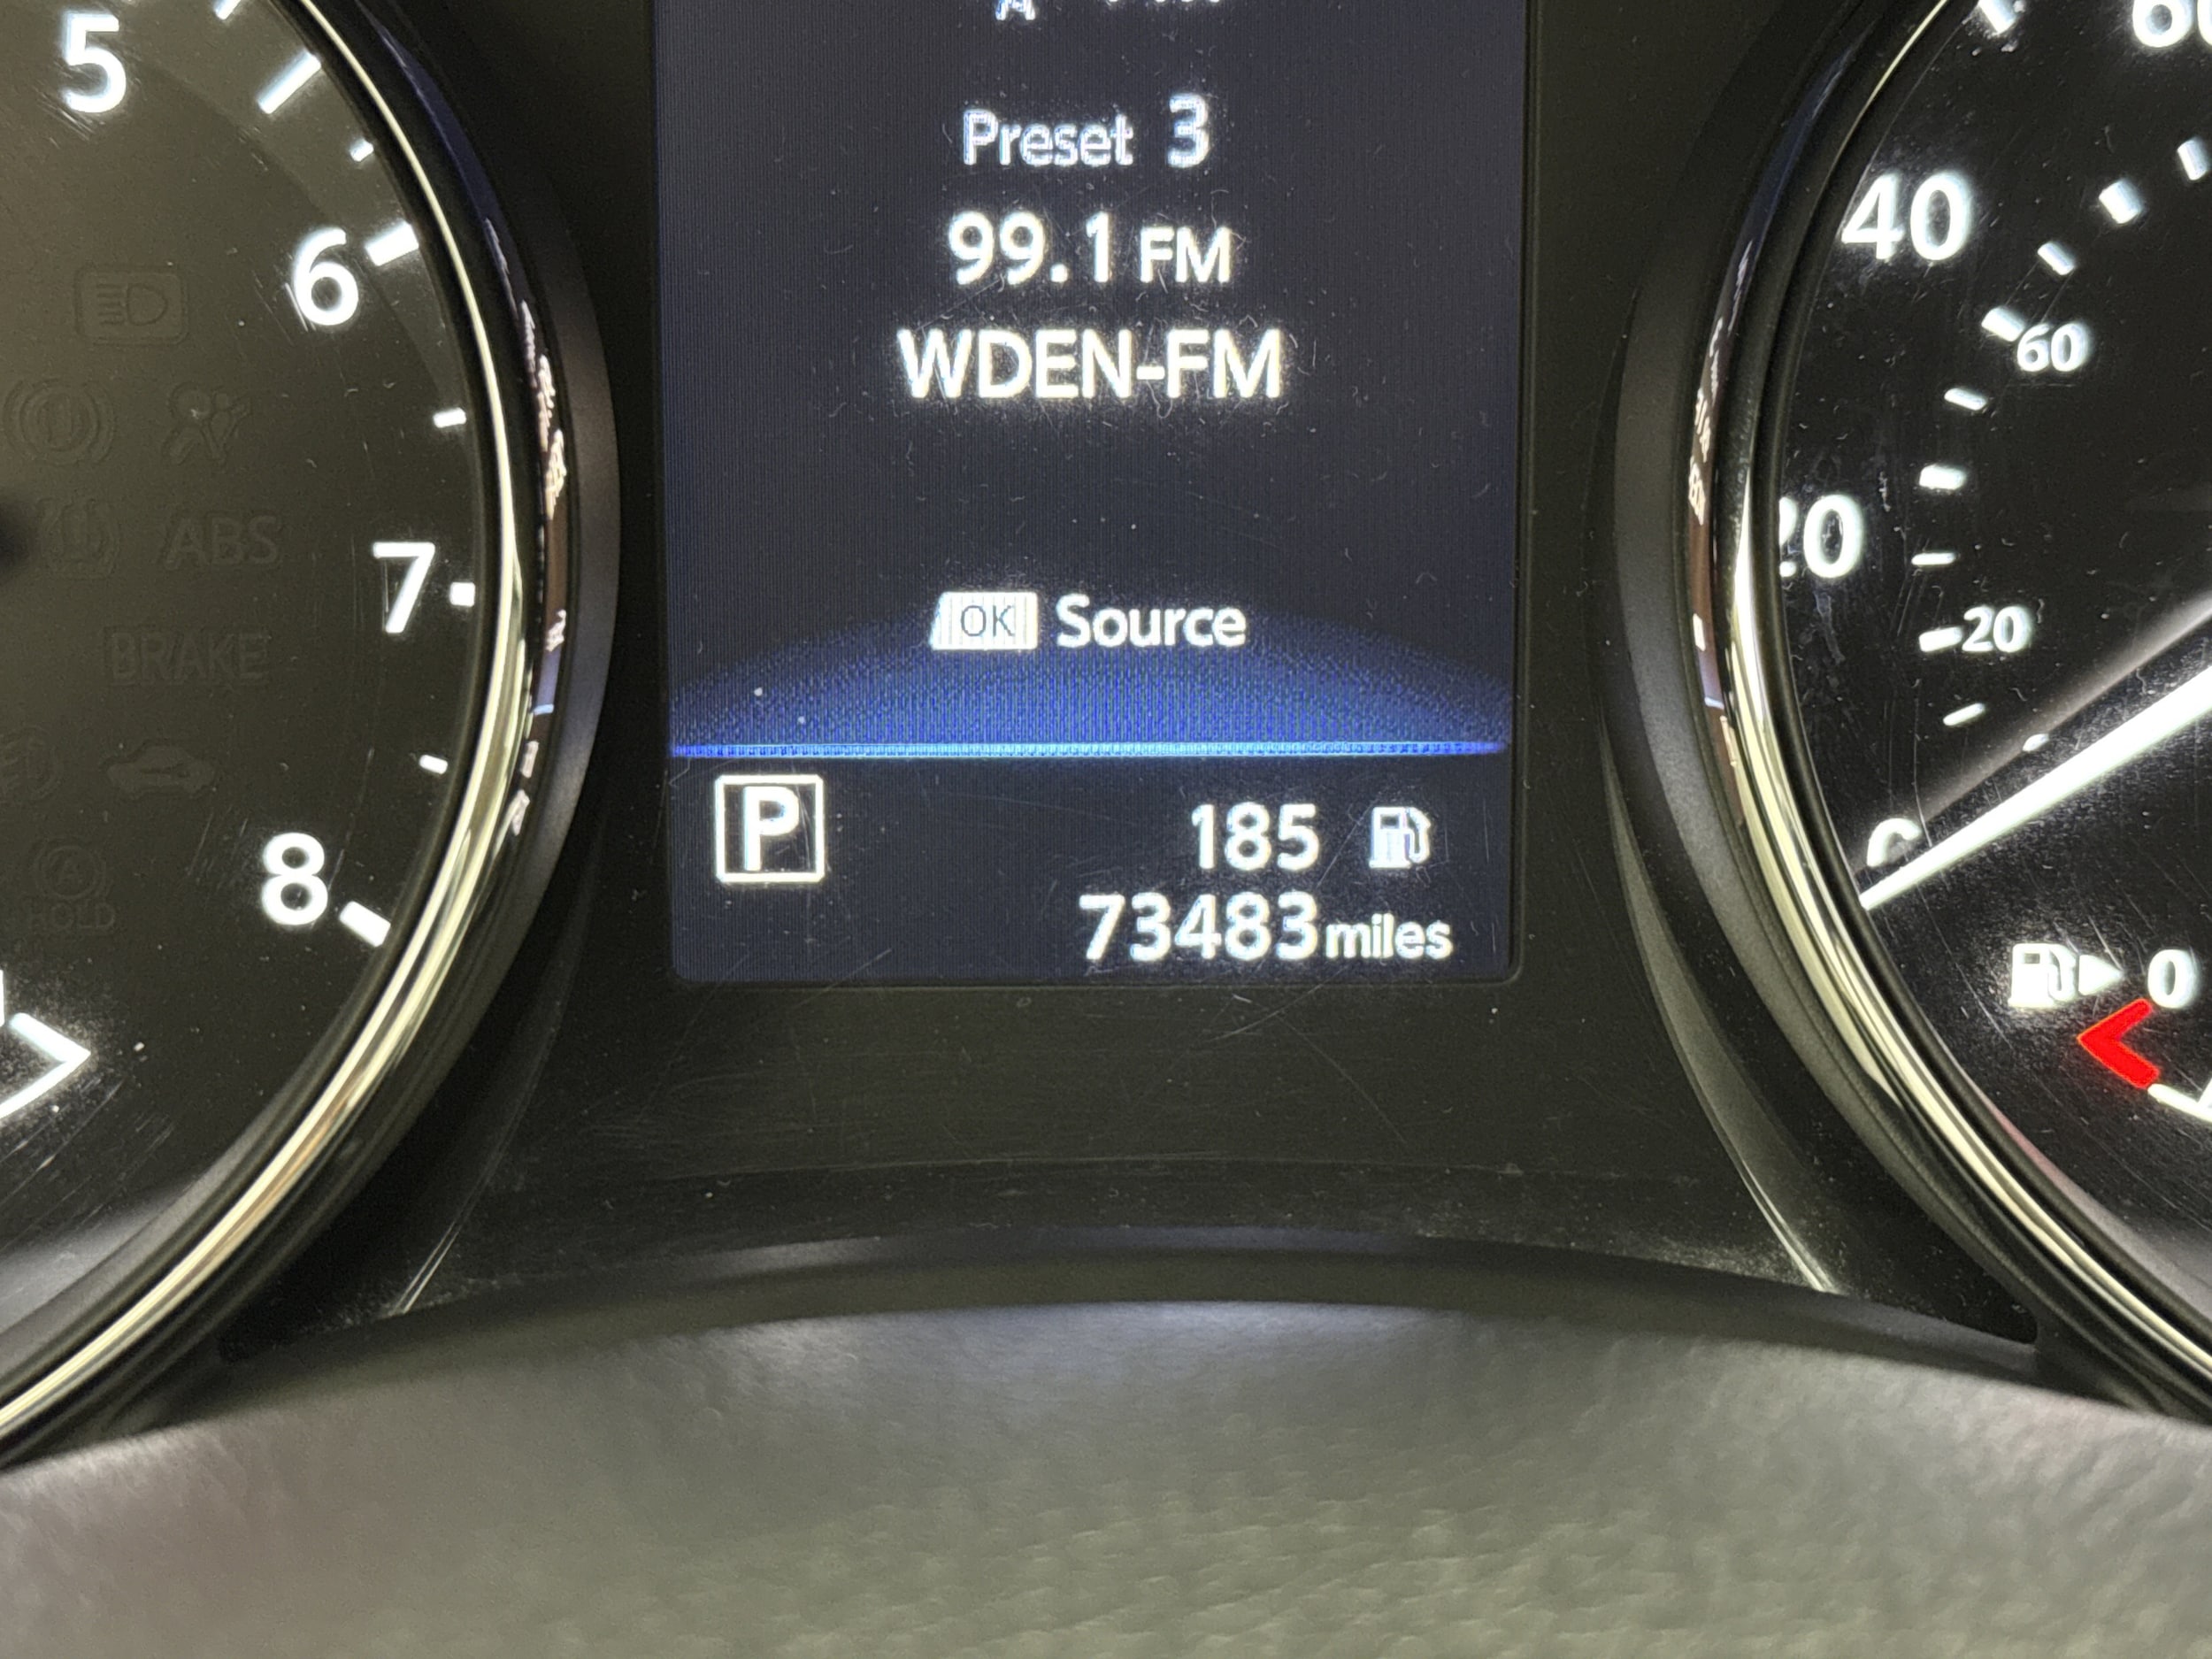 5
6
7
8
ABS
BRAKE
HOLD
Preset 3
99.1 FM
WDEN-FM
OK Source
P
185
73483 miles
40
60
20
20
0
0